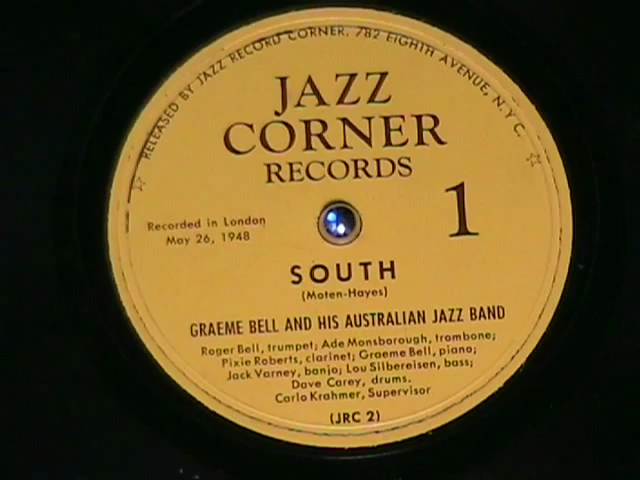 RELEASED BY JAZZ RECORD CORNER, 782 EIGHTH AVENUE, N.Y.C.
JAZZ
CORNER
RECORDS
Recorded in London
May 26, 1948
1
SOUTH
(Moten-Hayes)
GRAEME BELL AND HIS AUSTRALIAN JAZZ BAND
Roger Bell, trumpet; Ade Monsborough, trombone;
Pixie Roberts, clarinet; Graeme Bell, piano;
Jack Varney, banjo; Lou Silbereisen, bass;
Dave Carey, drums.
Carlo Krahmer, Supervisor
(JRC 2)